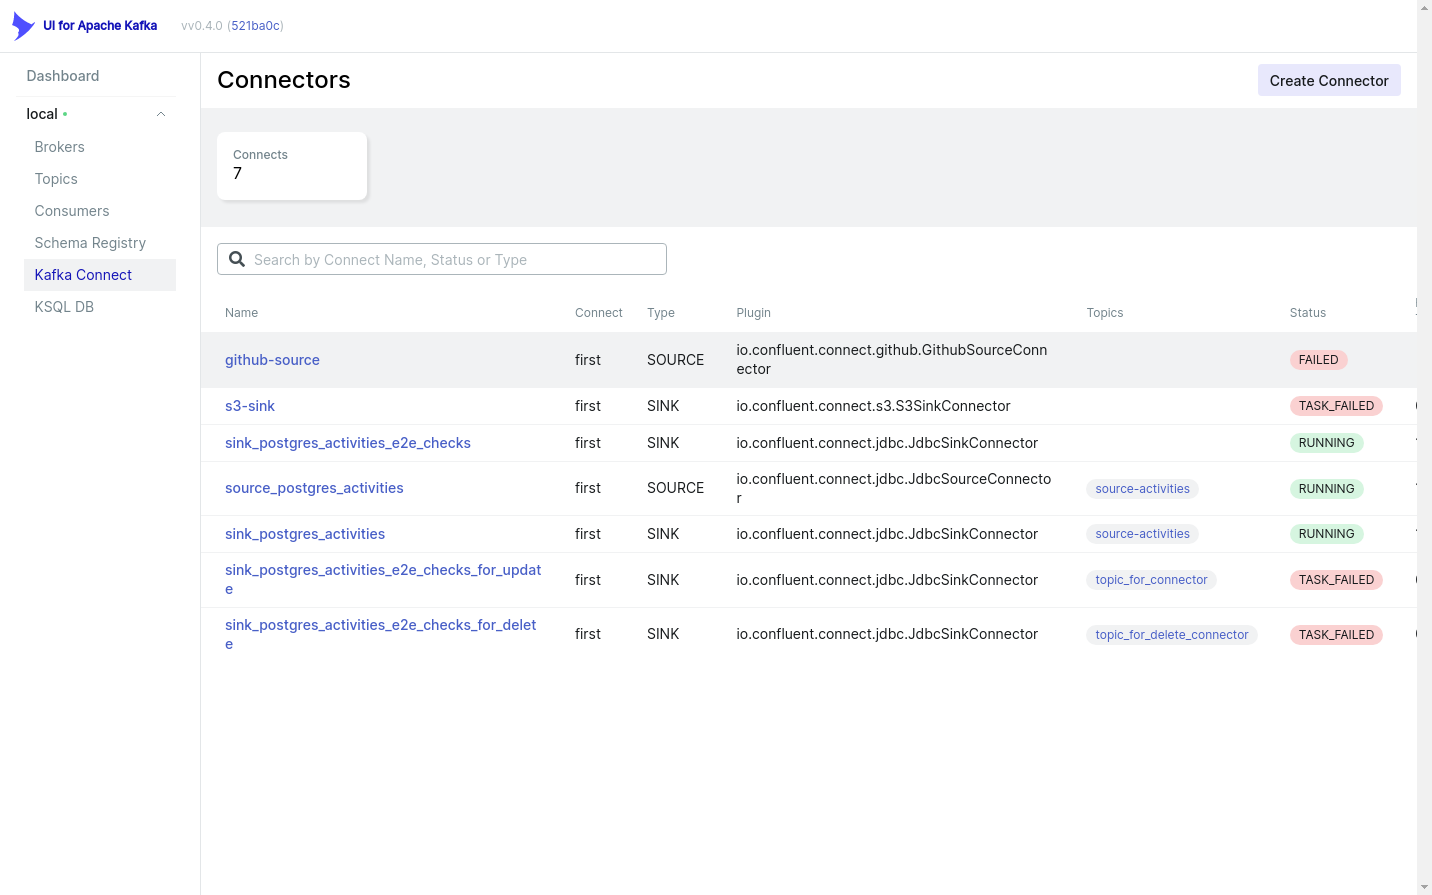 UI for Apache Kafka
vv0.4.0 (521ba0c)
Dashboard
local
Brokers
Topics
Consumers
Schema Registry
Kafka Connect
KSQL DB
Connectors
Create Connector
Connects
7
Search by Connect Name, Status or Type
Name Connect Type Plugin Topics Status
github-source first SOURCE io.confluent.connect.github.GithubSourceConn
ector FAILED
s3-sink first SINK io.confluent.connect.s3.S3SinkConnector TASK_FAILED
sink_postgres_activities_e2e_checks first SINK io.confluent.connect.jdbc.JdbcSinkConnector RUNNING
source_postgres_activities first SOURCE io.confluent.connect.jdbc.JdbcSourceConnecto
r source-activities RUNNING
sink_postgres_activities first SINK io.confluent.connect.jdbc.JdbcSinkConnector source-activities RUNNING
sink_postgres_activities_e2e_checks_for_updat
e first SINK io.confluent.connect.jdbc.JdbcSinkConnector topic_for_connector TASK_FAILED
sink_postgres_activities_e2e_checks_for_delet
e first SINK io.confluent.connect.jdbc.JdbcSinkConnector topic_for_delete_connector TASK_FAILED